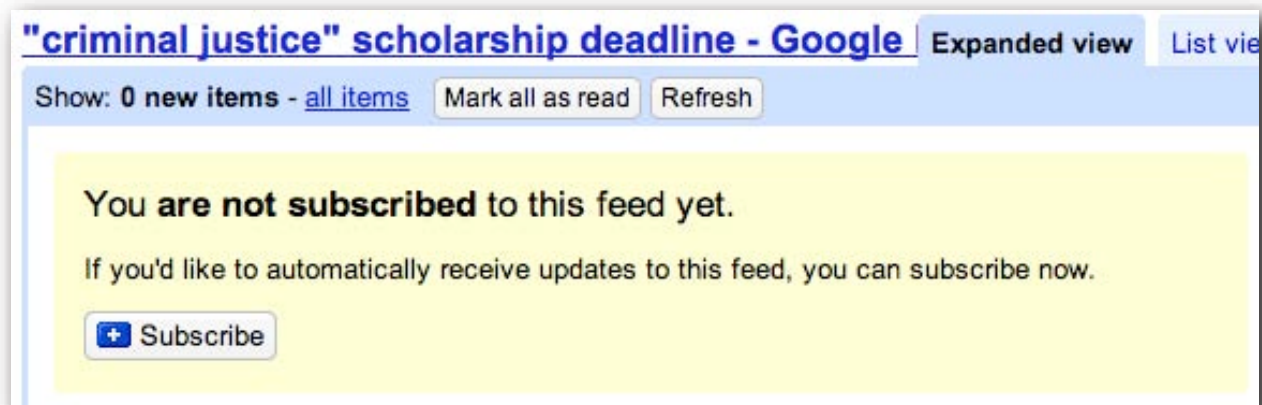 "criminal justice" scholarship deadline - Google Expanded view List vie
Show: 0 new items - all items Mark all as read Refresh
You are not subscribed to this feed yet.
If you'd like to automatically receive updates to this feed, you can subscribe now.
Subscribe